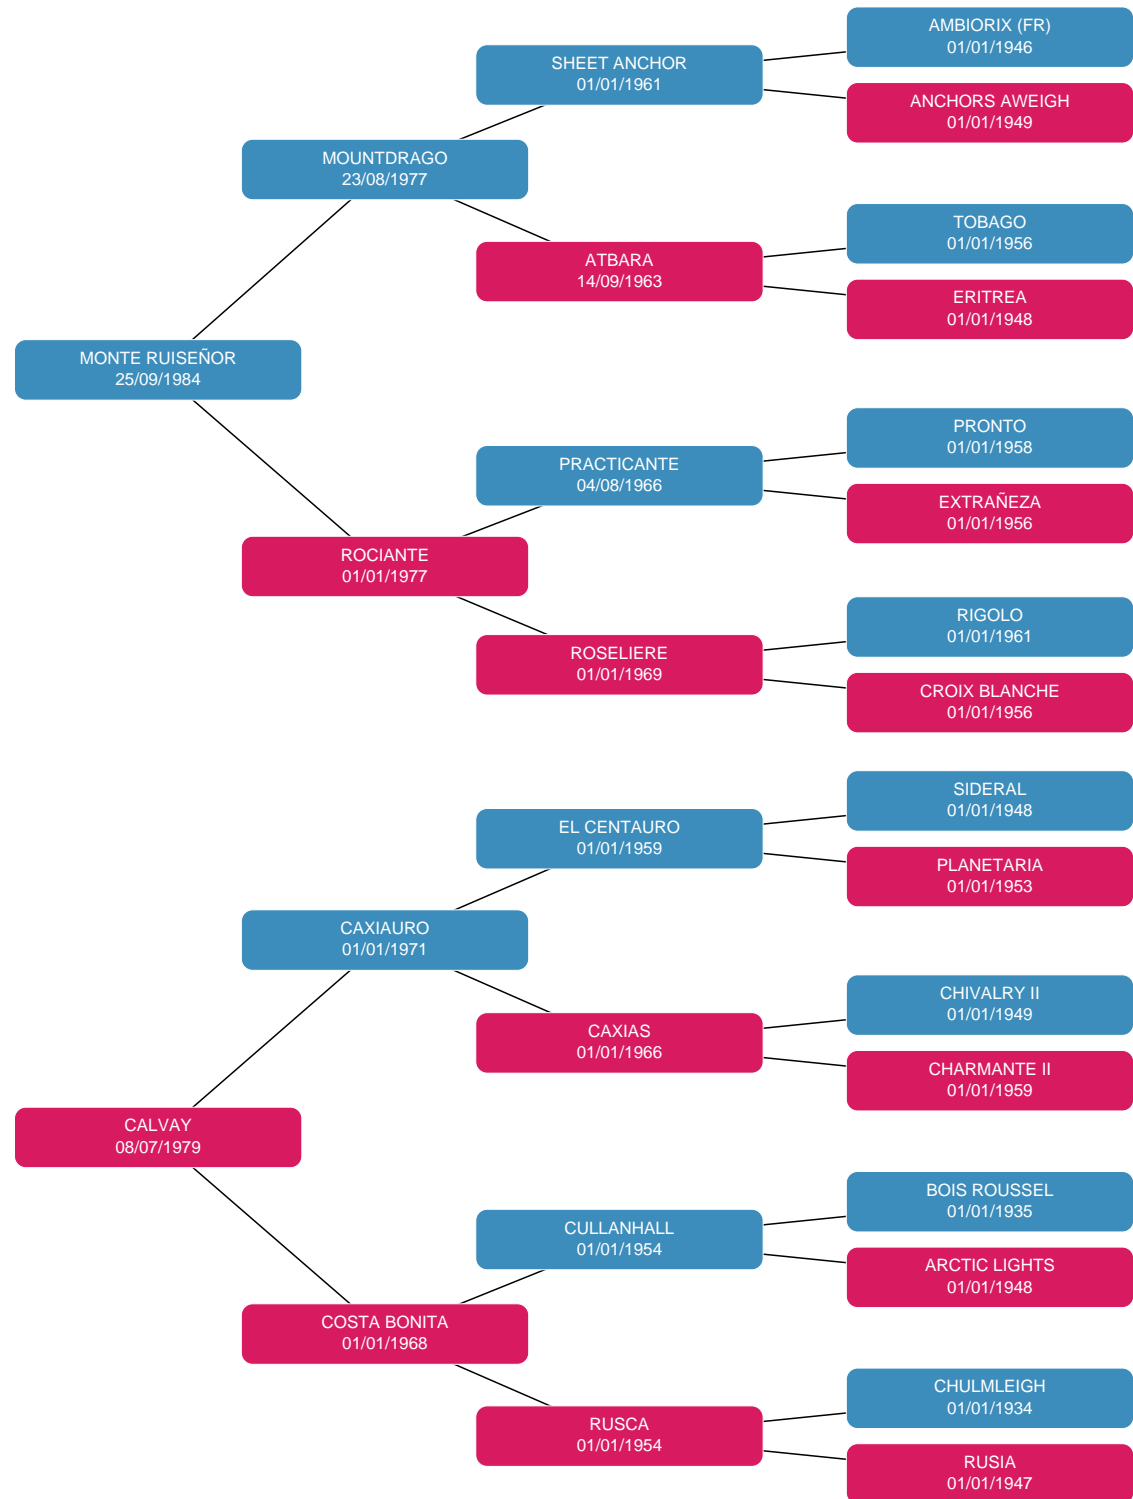 AMBIORIX (FR)
01/01/1946
SHEET ANCHOR
01/01/1961
ANCHORS AWEIGH
01/01/1949
MOUNTDRAGO
23/08/1977
TOBAGO
01/01/1956
ATBARA
14/09/1963
ERITREA
01/01/1948
MONTE RUISEÑOR
25/09/1984
PRONTO
01/01/1958
PRACTICANTE
04/08/1966
EXTRAÑEZA
01/01/1956
ROCIANTE
01/01/1977
RIGOLO
01/01/1961
ROSELIERE
01/01/1969
CROIX BLANCHE
01/01/1956
SIDERAL
01/01/1948
EL CENTAURO
01/01/1959
PLANETARIA
01/01/1953
CAXIAURO
01/01/1971
CHIVALRY II
01/01/1949
CAXIAS
01/01/1966
CHARMANTE II
01/01/1959
CALVAY
08/07/1979
BOIS ROUSSEL
01/01/1935
CULLANHALL
01/01/1954
ARCTIC LIGHTS
01/01/1948
COSTA BONITA
01/01/1968
CHULMLEIGH
01/01/1934
RUSCA
01/01/1954
RUSIA
01/01/1947